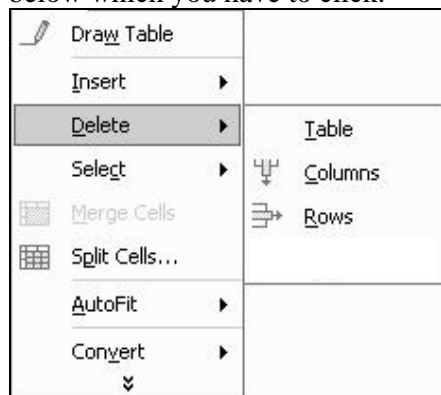 below which you have to click.
Draw Table
Insert
Delete
Table
Select
Columns
Merge Cells
Rows
Split Cells...
AutoFit
Convert